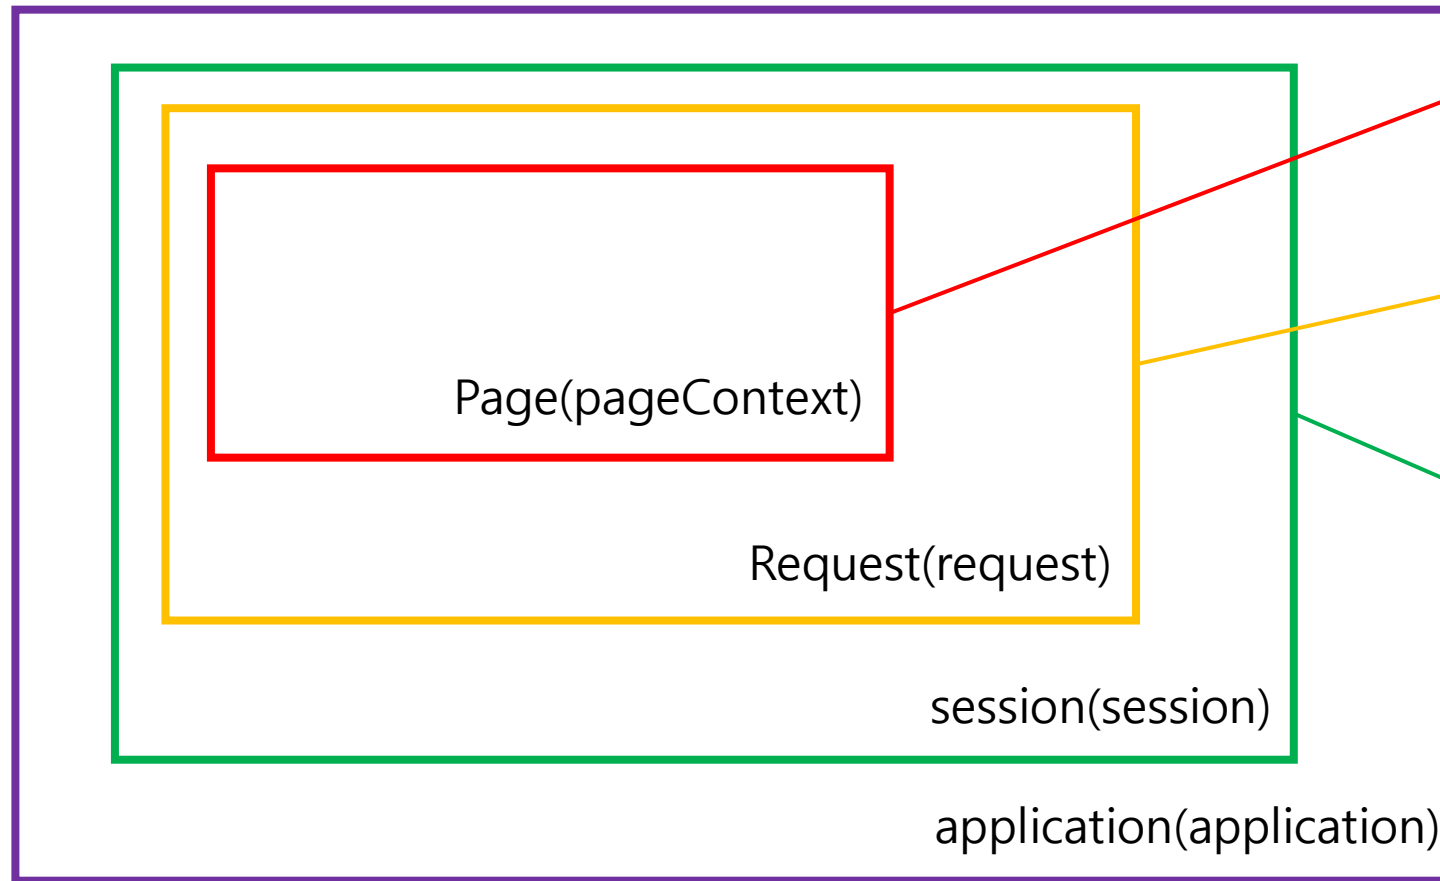 Page(pageContext)
Request(request)
session(session)
application(application)